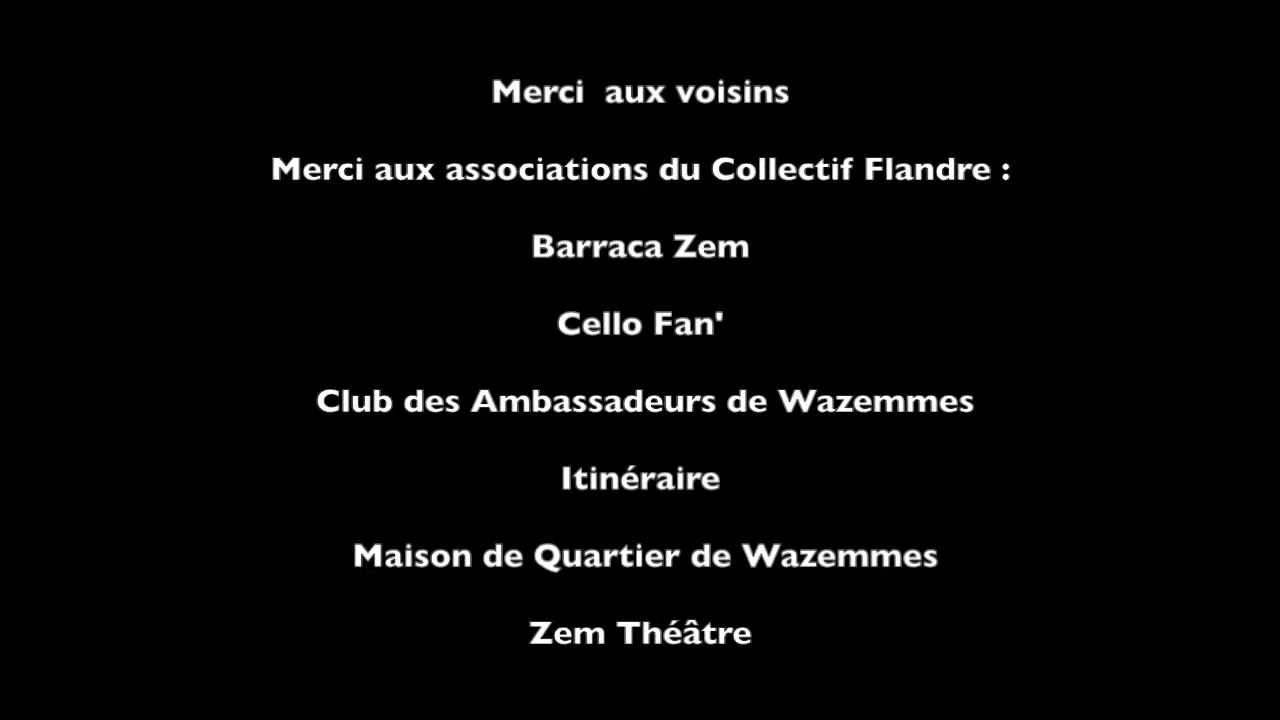 Merci  aux voisins
Merci aux associations du Collectif Flandre :
Barraca Zem
Cello Fan'
Club des Ambassadeurs de Wazemmes
Itinéraire
Maison de Quartier de Wazemmes
Zem Théâtre